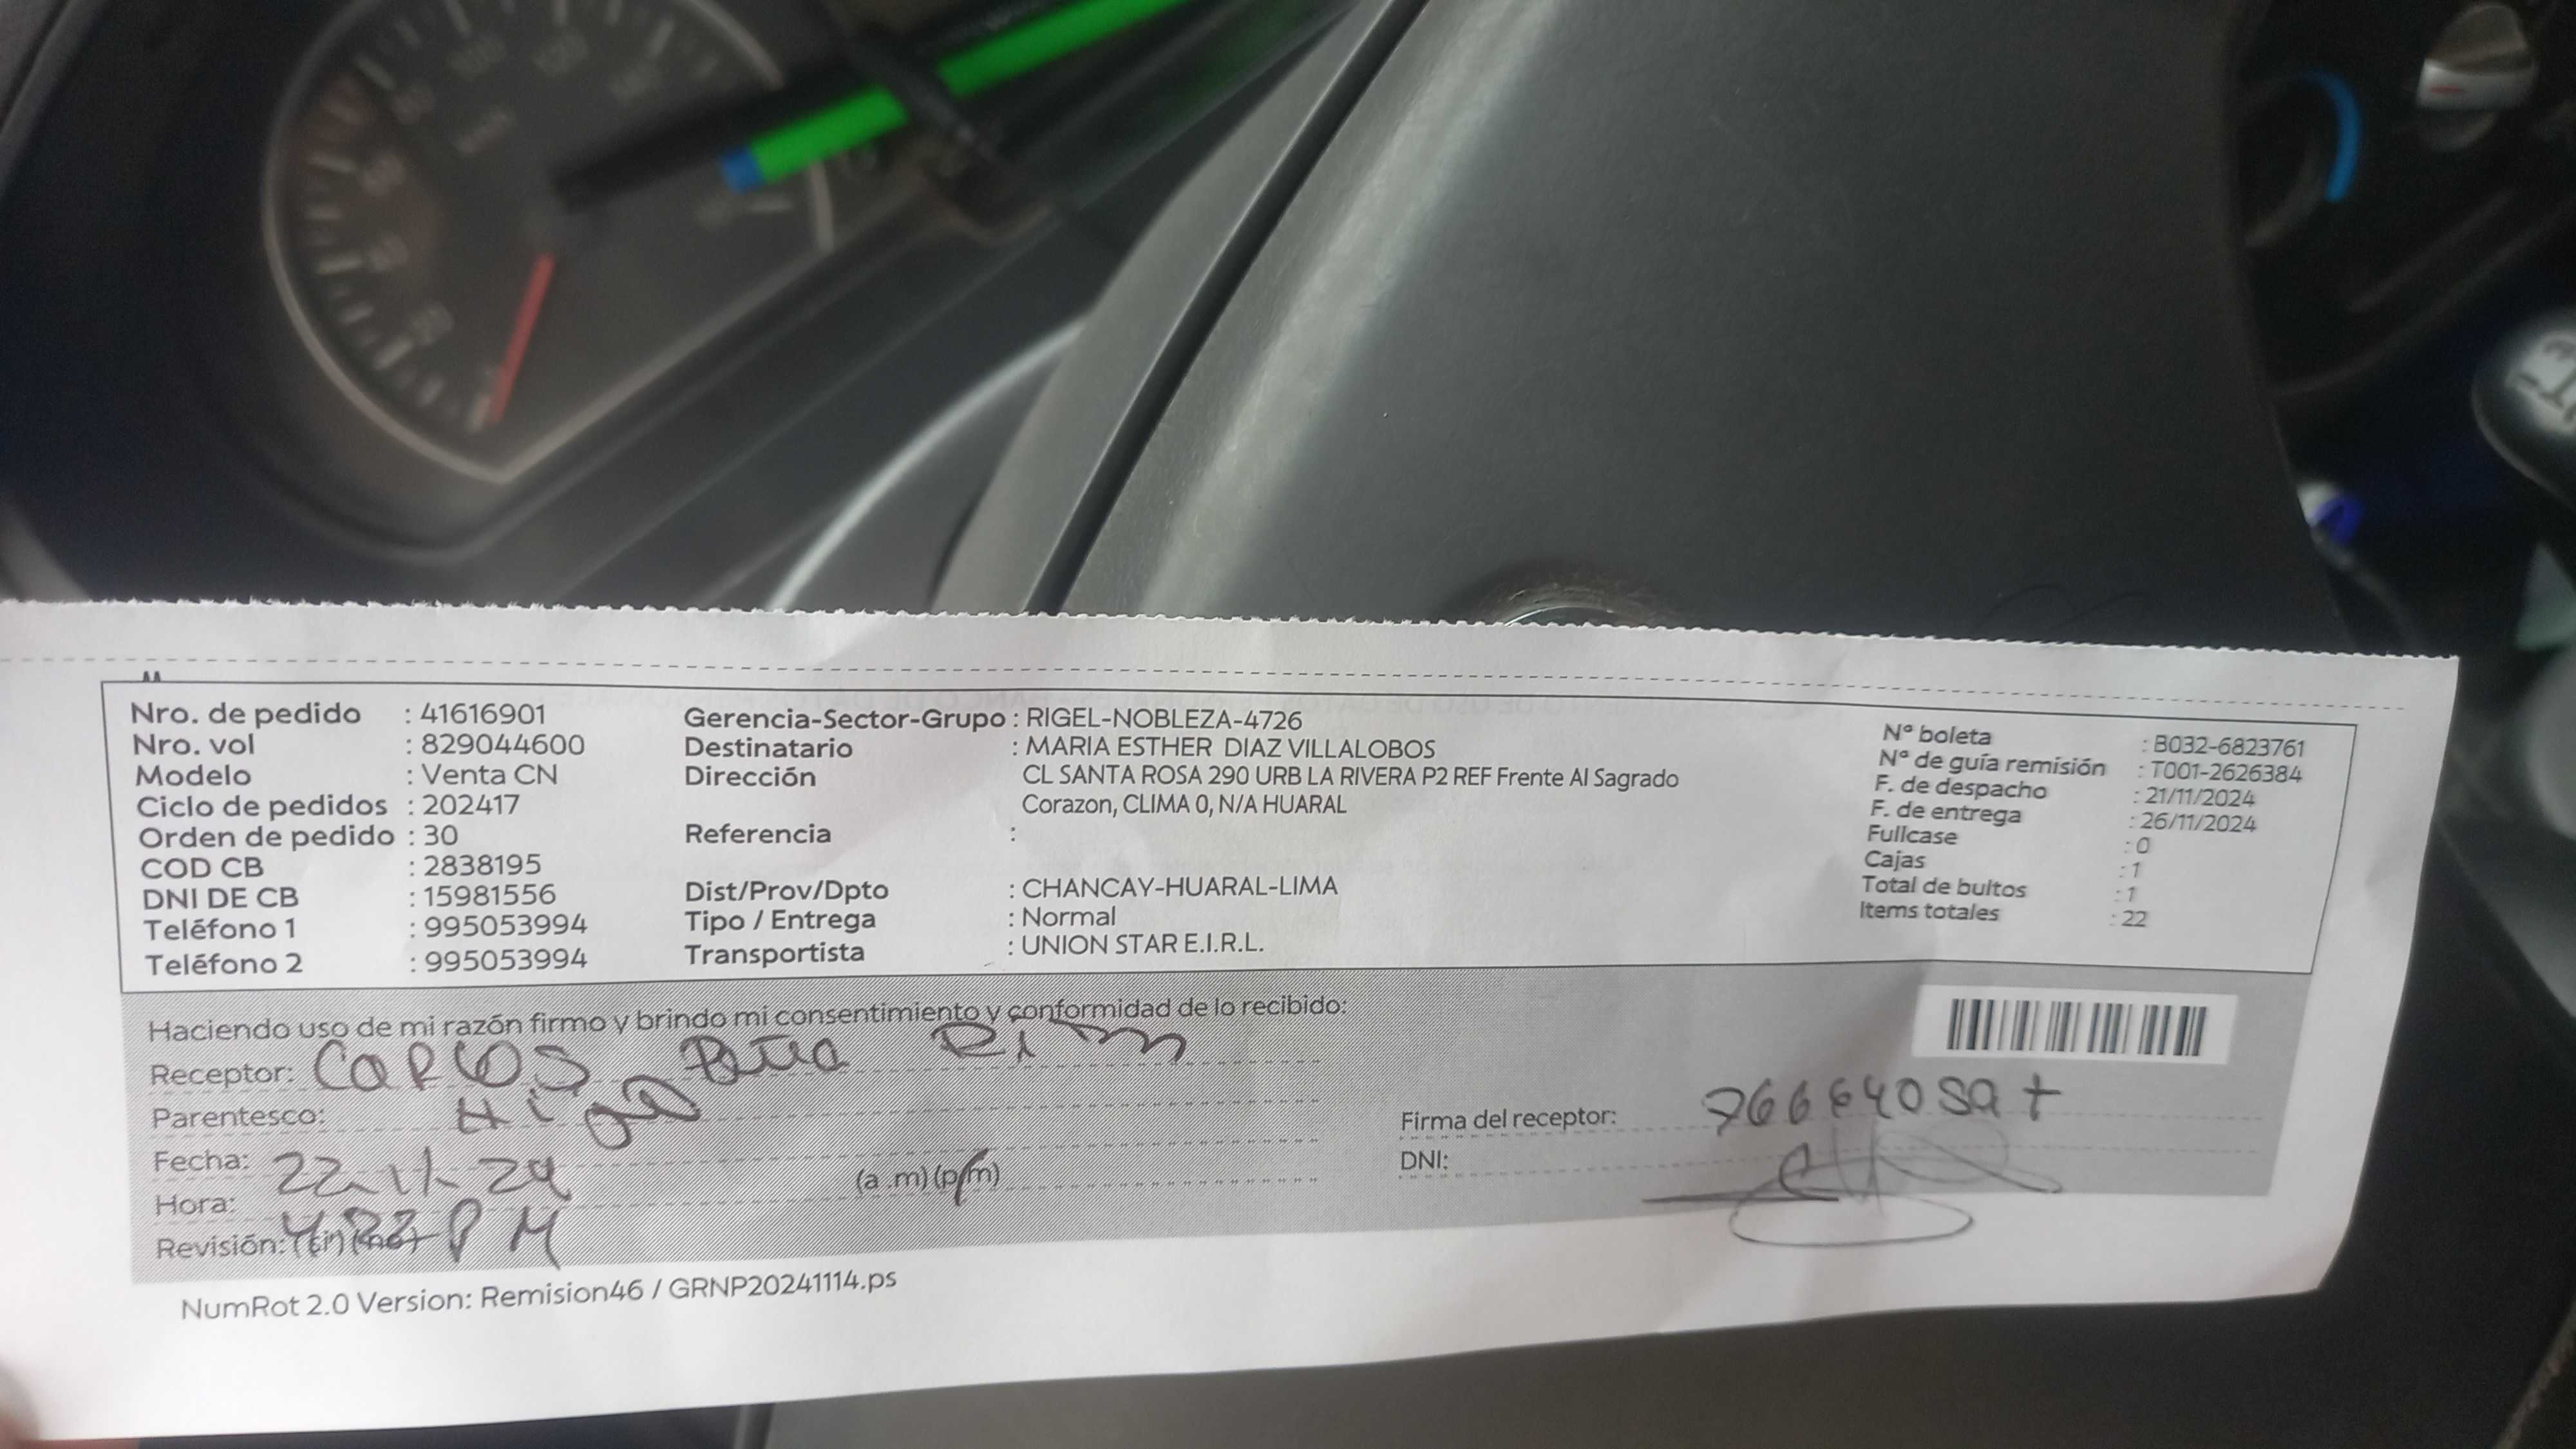 Nro. de pedido : 41616901
Nro. vol : 829044600
Modelo : Venta CN
Ciclo de pedidos : 202417
Orden de pedido : 30
COD CB : 2838195
DNI DE CB : 15981556
Teléfono 1 : 995053994
Teléfono 2 : 995053994
Gerencia-Sector-Grupo : RIGEL-NOBLEZA-4726
Destinatario : MARIA ESTHER DIAZ VILLALOBOS
Dirección CL SANTA ROSA 290 URB LA RIVERA P2 REF Frente Al Sagrado
Corazon, CLIMA 0, N/A HUARAL
Referencia :
Dist/Prov/Dpto : CHANCAY-HUARAL-LIMA
Tipo / Entrega : Normal
Transportista : UNION STAR E.I.R.L.
N° boleta : B032-6823761
N° de guía remisión : T001-2626384
F. de despacho : 21/11/2024
F. de entrega : 26/11/2024
Fullcase : 0
Cajas : 1
Total de bultos : 1
Items totales : 22
Haciendo uso de mi razón firmo y brindo mi consentimiento y conformidad de lo recibido:
Receptor: CARLOS
Parentesco:
Fecha: 22-11-24
Hora: (a .m) (p.m)
Revisión: (si) (no) PM
Firma del receptor:
DNI:
NumRot 2.0 Version: Remision46 / GRNP20241114.ps